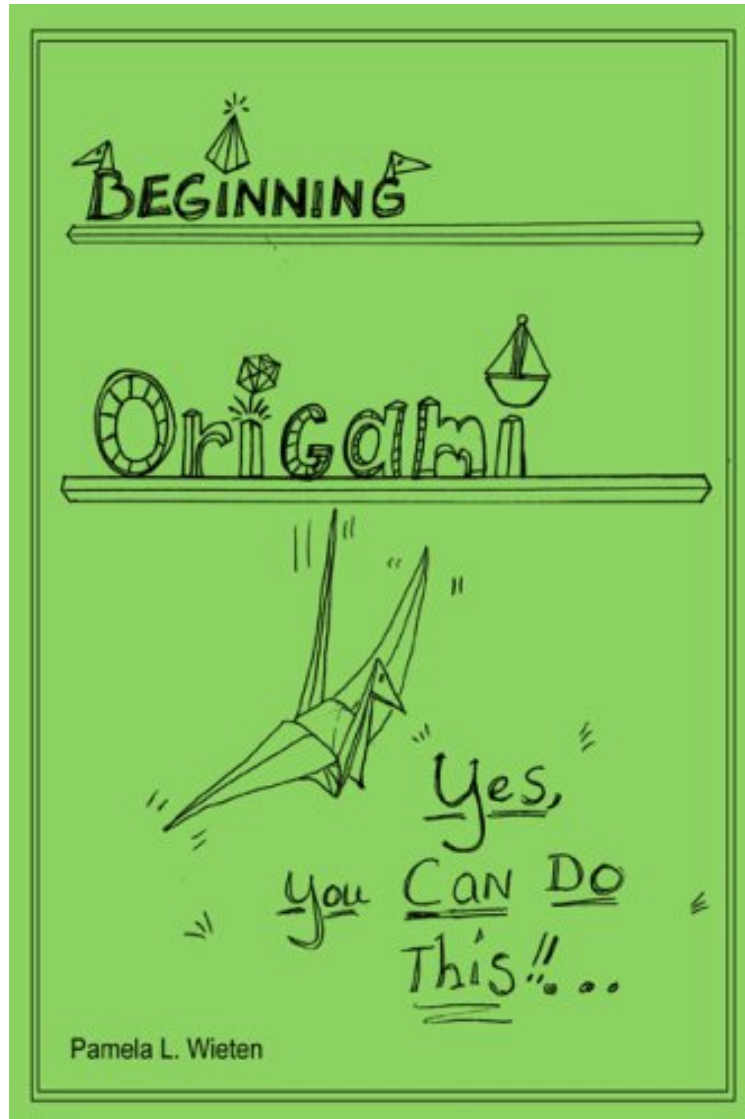 BEGINNING
Origami
Yes,
you CAN DO
This!!...
Pamela L. Wieten